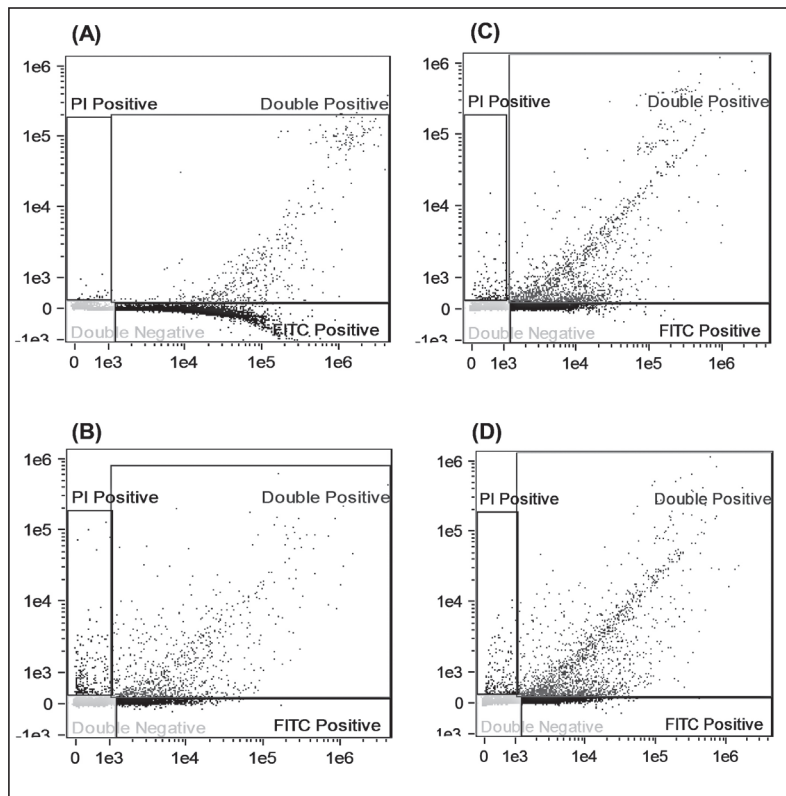 (A)
1e6
PI Positive
Double Positive
1e5
1e4
1e3
0
Double Negative
FITC Positive
-1e3
0
1e3
1e4
1e5
1e6
(C)
1e6
PI Positive
Double Positive
1e5
1e4
1e3
0
Double Negative
FITC Positive
-1e3
0
1e3
1e4
1e5
1e6
(B)
1e6
PI Positive
Double Positive
1e5
1e4
1e3
0
Double Negative
FITC Positive
-1e3
0
1e3
1e4
1e5
1e6
(D)
1e6
PI Positive
Double Positive
1e5
1e4
1e3
0
Double Negative
FITC Positive
-1e3
0
1e3
1e4
1e5
1e6